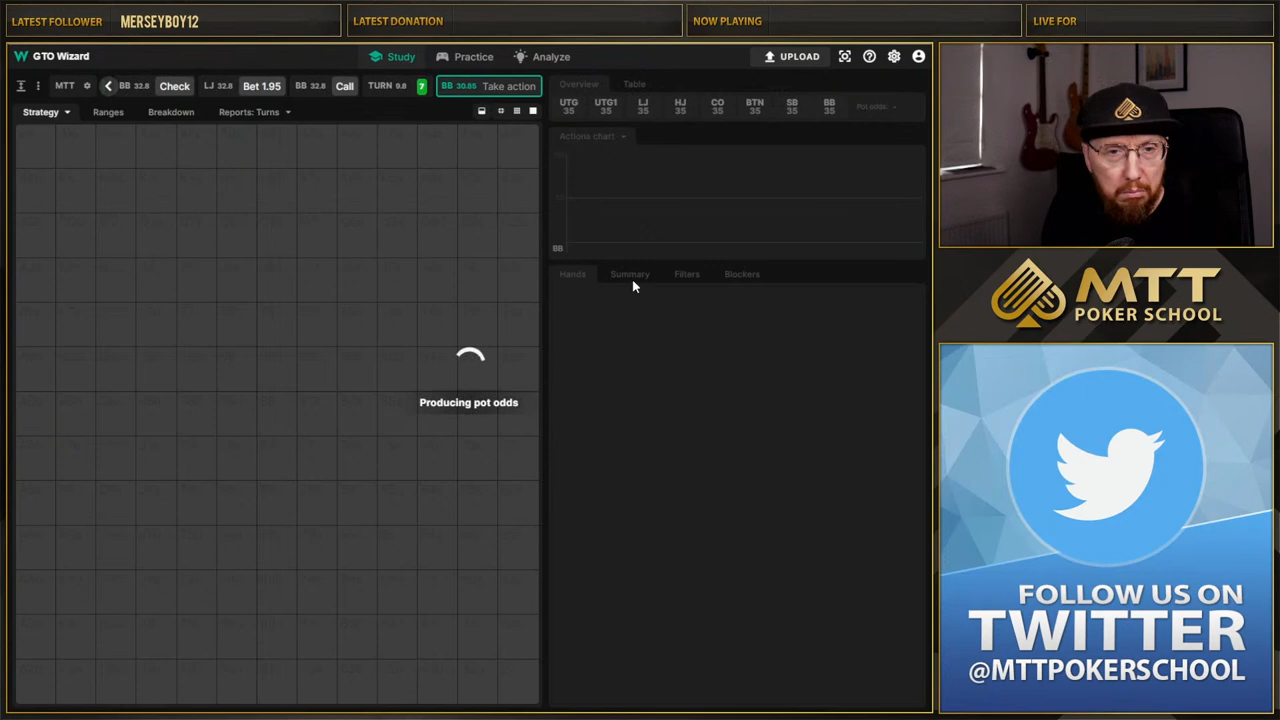 LATEST FOLLOWER MERSEYBOY12 LATEST DONATION NOW PLAYING LIVE FOR
W GTO Wizard Study Practice Analyze UPLOAD
MTT BB 32.8 Check LJ 32.8 Bet 1.95 BB 32.8 Call TURN 9.8 7 BB 30.85 Take action
Overview Table
UTG UTG1 LJ HJ CO BTN SB BB Pot odds: -
35 35 35 35 35 35 35 35
Strategy Ranges Breakdown Reports: Turns
Actions chart
BB
Hands Summary Filters Blockers
Producing pot odds
MTT
POKER SCHOOL
FOLLOW US ON
TWITTER
@MTTPOKERSCHOOL